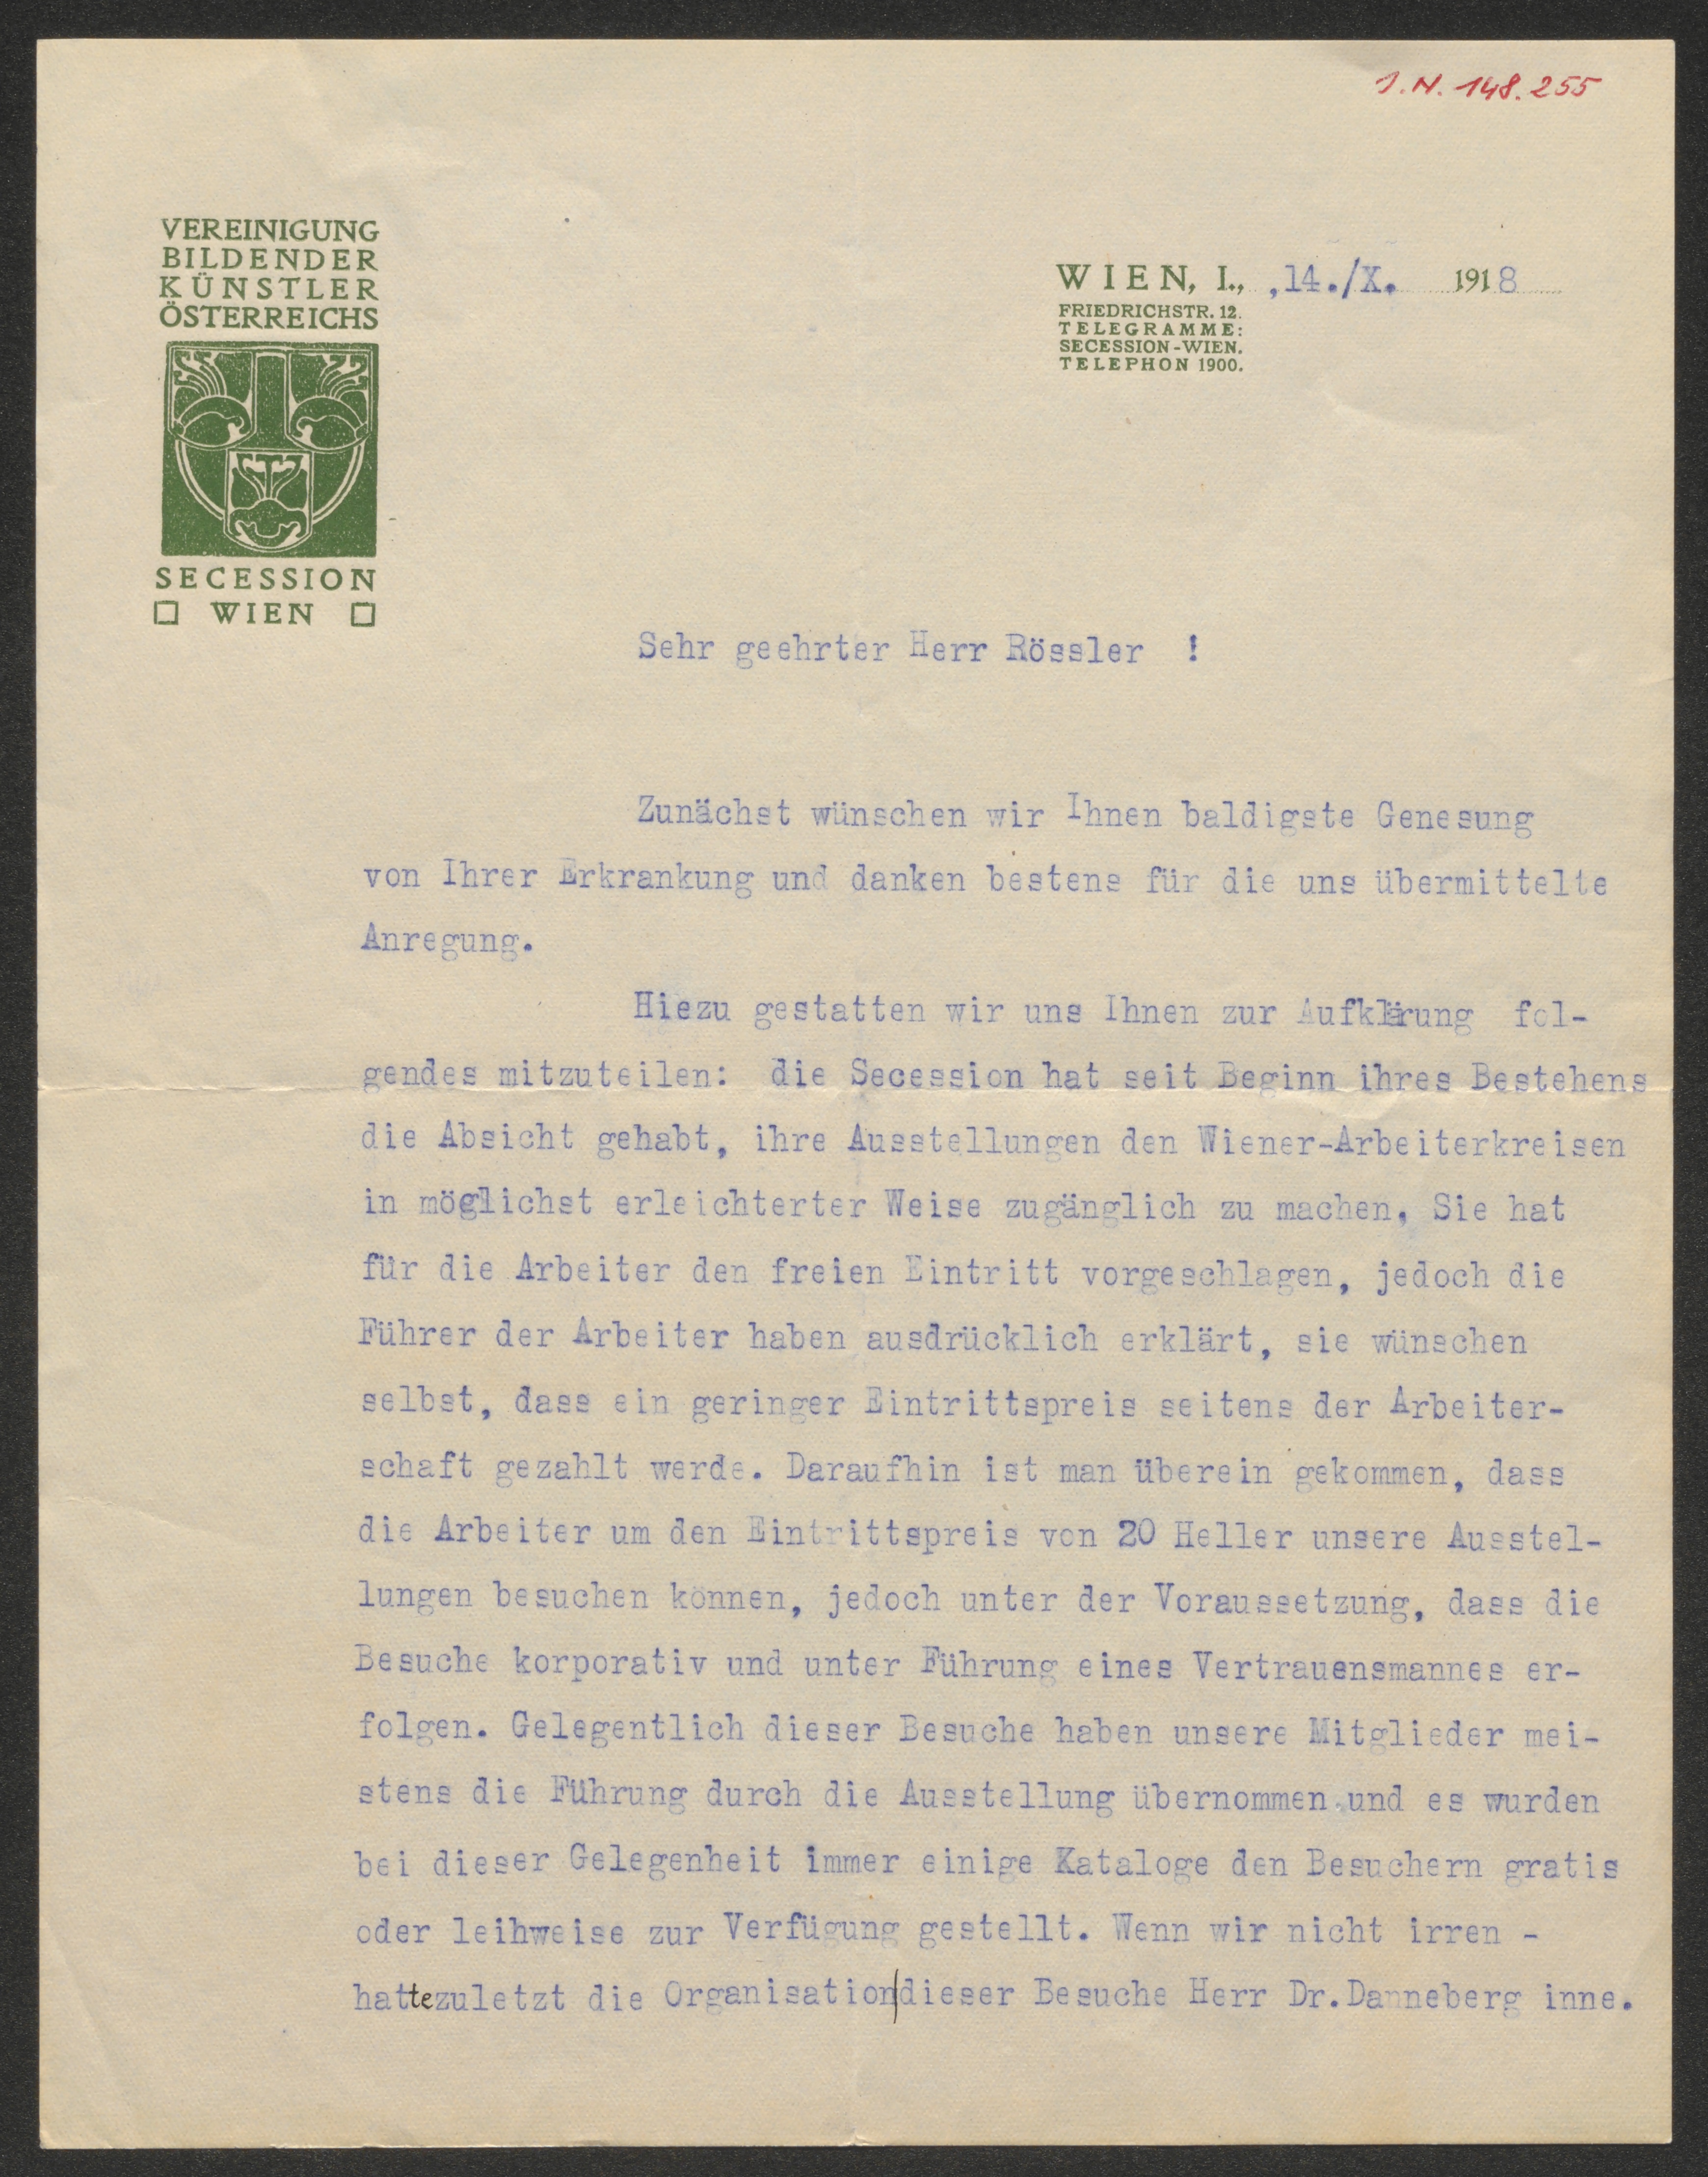 J.N. 148.255
VEREINIGUNG
BILDENDER
KÜNSTLER
ÖSTERREICHS
SECESSION
WIEN
WIEN, I., ,14./X. 1918
FRIEDRICHSTR. 12.
TELEGRAMME:
SECESSION-WIEN.
TELEPHON 1900.
Sehr geehrter Herr Rössler !
Zunächst wünschen wir Ihnen baldigste Genesung
von Ihrer Erkrankung und danken bestens für die uns übermittelte
Anregung.
Hiezu gestatten wir uns Ihnen zur Aufklärung fol-
gendes mitzuteilen: die Secession hat seit Beginn ihres Bestehens
die Absicht gehabt, ihre Ausstellungen den Wiener-Arbeiterkreisen
in möglichst erleichterter Weise zugänglich zu machen. Sie hat
für die Arbeiter den freien Eintritt vorgeschlagen, jedoch die
Führer der Arbeiter haben ausdrücklich erklärt, sie wünschen
selbst, dass ein geringer Eintrittspreis seitens der Arbeiter-
schaft gezahlt werde. Daraufhin ist man überein gekommen, dass
die Arbeiter um den Eintrittspreis von 20 Heller unsere Ausstel-
lungen besuchen können, jedoch unter der Voraussetzung, dass die
Besuche korporativ und unter Führung eines Vertrauensmannes er-
folgen. Gelegentlich dieser Besuche haben unsere Mitglieder mei-
stens die Führung durch die Ausstellung übernommen und es wurden
bei dieser Gelegenheit immer einige Kataloge den Besuchern gratis
oder leihweise zur Verfügung gestellt. Wenn wir nicht irren -
hatte zuletzt die Organisation|dieser Besuche Herr Dr.Danneberg inne.